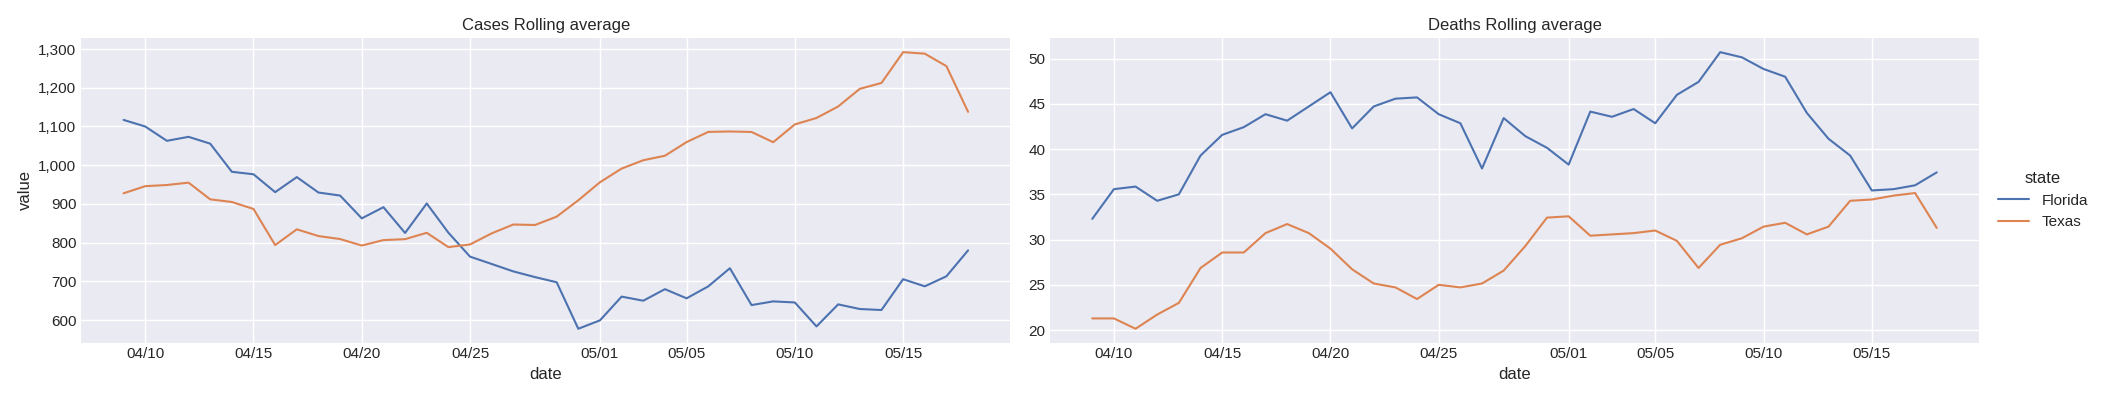 Cases Rolling average
1,300
1,200
1,100
1,000
900
800
700
600
value
04/10 04/15 04/20 04/25 05/01 05/05 05/10 05/15
date
Deaths Rolling average
50
45
40
35
30
25
20
04/10 04/15 04/20 04/25 05/01 05/05 05/10 05/15
date
state
Florida
Texas